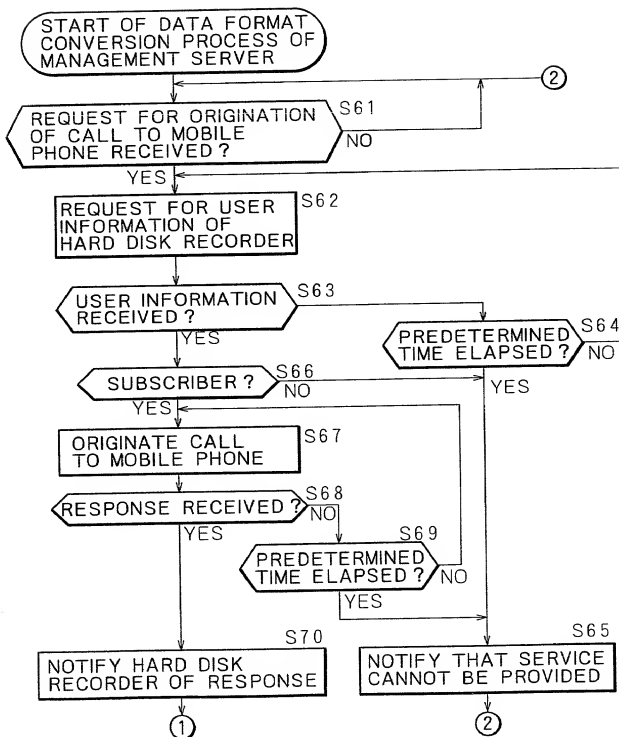 START OF DATA FORMAT
CONVERSION PROCESS OF
MANAGEMENT SERVER
2
S61
REQUEST FOR ORIGINATION
OF CALL TO MOBILE
PHONE RECEIVED?
NO
YES
S62
REQUEST FOR USER
INFORMATION OF
HARD DISK RECORDER
S63
USER INFORMATION
RECEIVED?
YES
S64
PREDETERMINED
TIME ELAPSED?
NO
YES
S66
SUBSCRIBER?
NO
YES
S67
ORIGINATE CALL
TO MOBILE PHONE
S68
RESPONSE RECEIVED?
NO
YES
S69
PREDETERMINED
TIME ELAPSED?
NO
YES
S70
NOTIFY HARD DISK
RECORDER OF RESPONSE
1
S65
NOTIFY THAT SERVICE
CANNOT BE PROVIDED
2